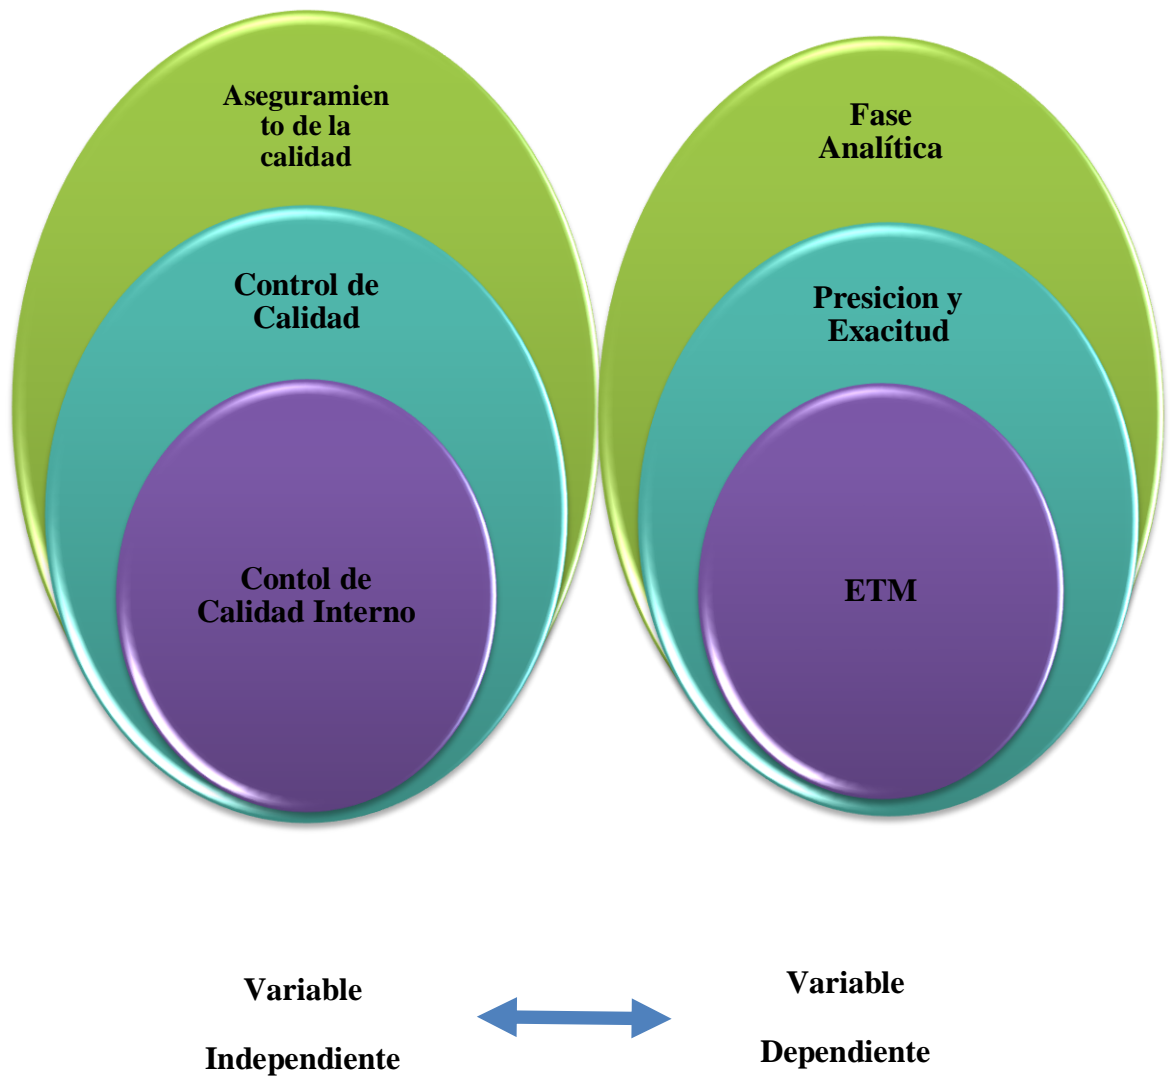 Aseguramien
to de la
calidad
Control de
Calidad
Contol de
Calidad Interno
Fase
Analítica
Presicion y
Exacitud
ETM
Variable
Independiente
Variable
Dependiente